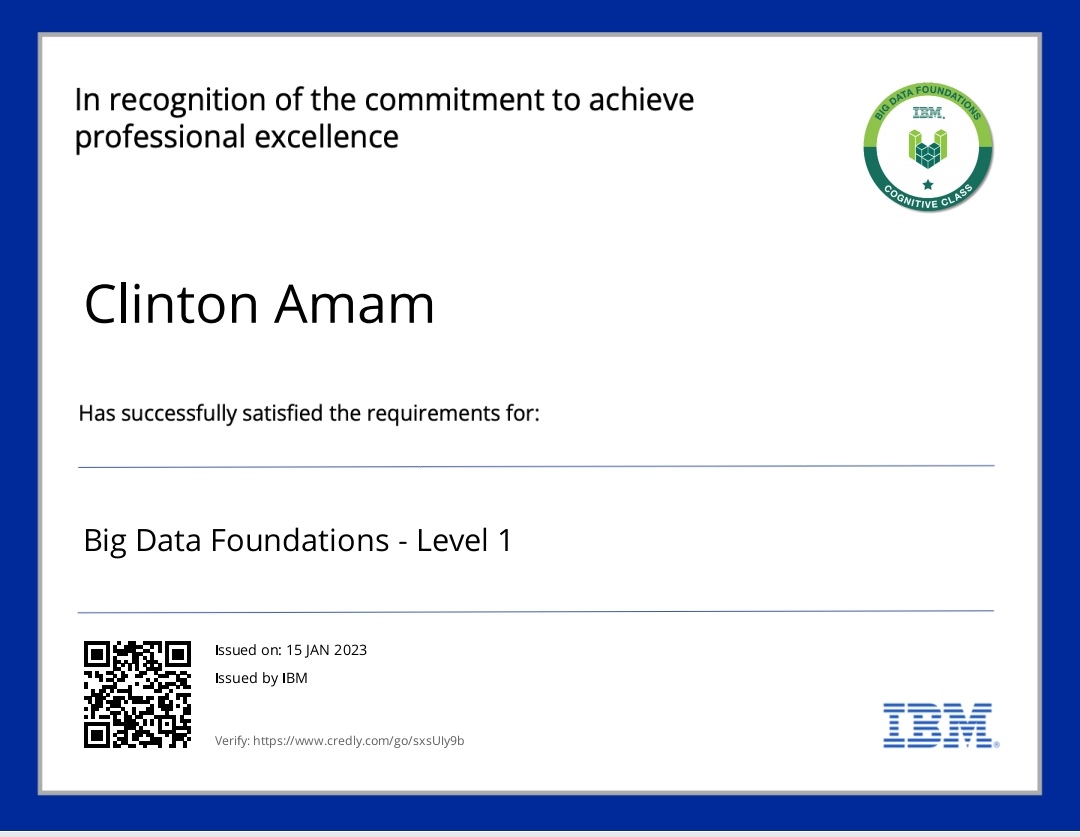 In recognition of the commitment to achieve
professional excellence
BIG DATA FOUNDATIONS
IBM.
COGNITIVE CLASS
Clinton Amam
Has successfully satisfied the requirements for:
Big Data Foundations - Level 1
Issued on: 15 JAN 2023
Issued by IBM
Verify: https://www.credly.com/go/sxsUly9b
IBM®